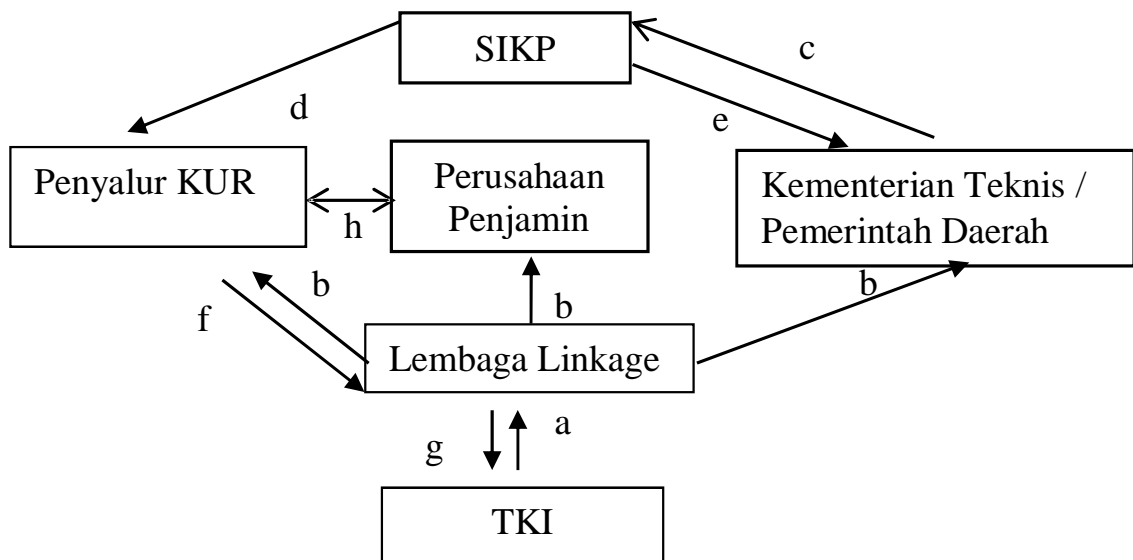 SIKP
c
d
e
Penyalur KUR
Perusahaan
Penjamin
Kementerian Teknis /
Pemerintah Daerah
h
b
b
b
f
Lembaga Linkage
a
g
TKI